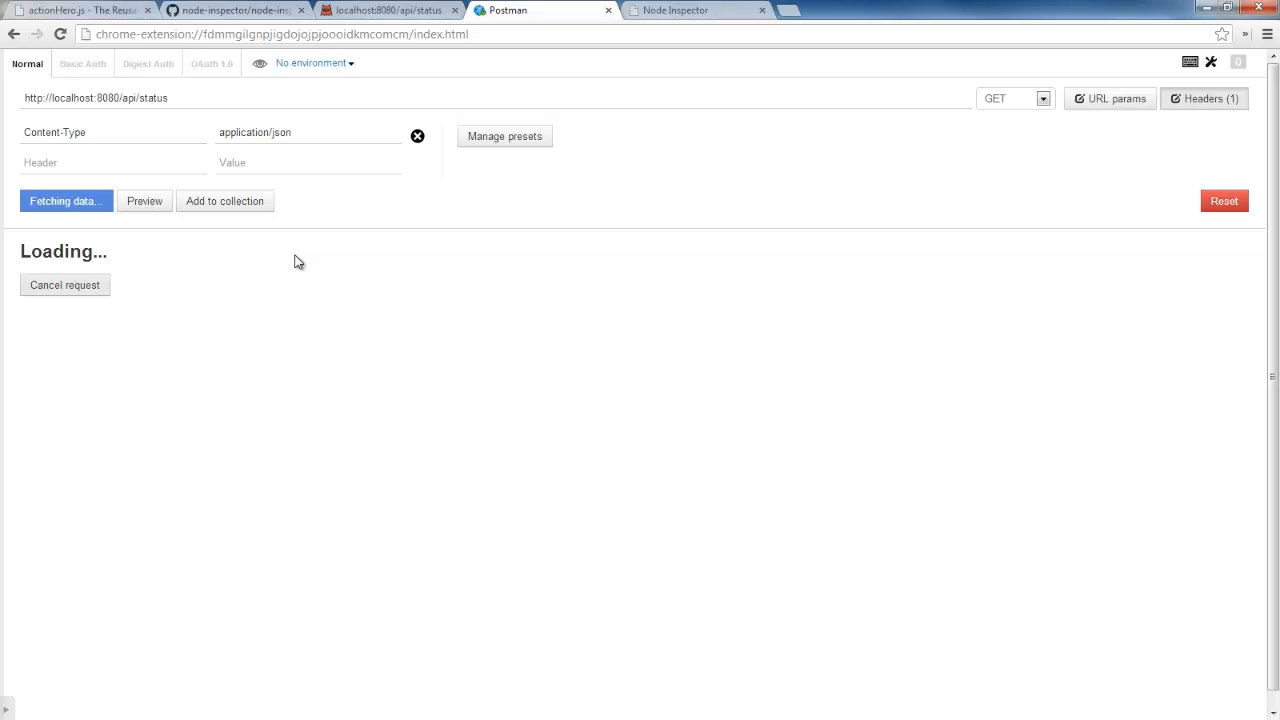 actionHero.js - The Reusa
node-inspector/node-insp
localhost:8080/api/status
Postman
Node Inspector
chrome-extension://fdmmgilgnpjigdojojpjoooidkmcomcm/index.html
Normal
Basic Auth
Digest Auth
OAuth 1.0
No environment
0
http://localhost:8080/api/status
GET
URL params
Headers (1)
Content-Type
application/json
Manage presets
Header
Value
Fetching data...
Preview
Add to collection
Reset
Loading...
Cancel request